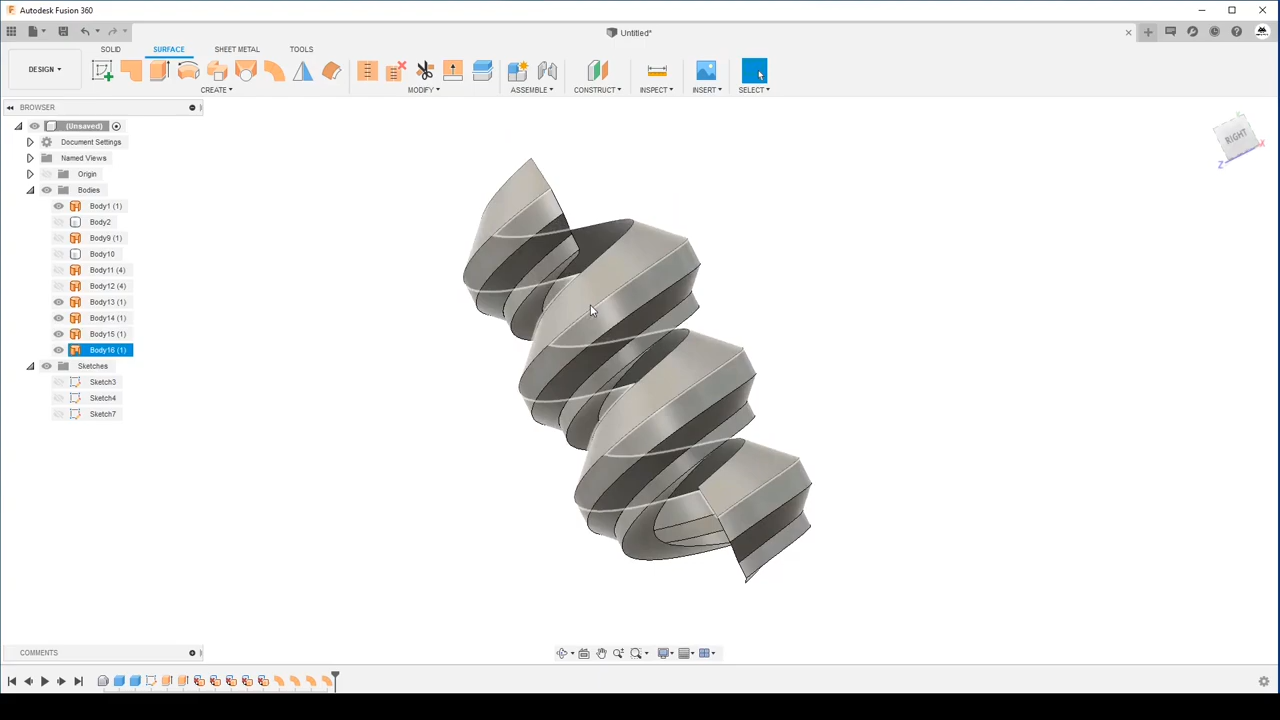 Autodesk Fusion 360
Untitled*
SOLID SURFACE SHEET METAL TOOLS
DESIGN
CREATE MODIFY ASSEMBLE CONSTRUCT INSPECT INSERT SELECT
BROWSER
(Unsaved)
Document Settings
Named Views
Origin
Bodies
Body1 (1)
Body2
Body9 (1)
Body10
Body11 (4)
Body12 (4)
Body13 (1)
Body14 (1)
Body15 (1)
Body16 (1)
Sketches
Sketch3
Sketch4
Sketch7
RIGHT
X
Z
COMMENTS